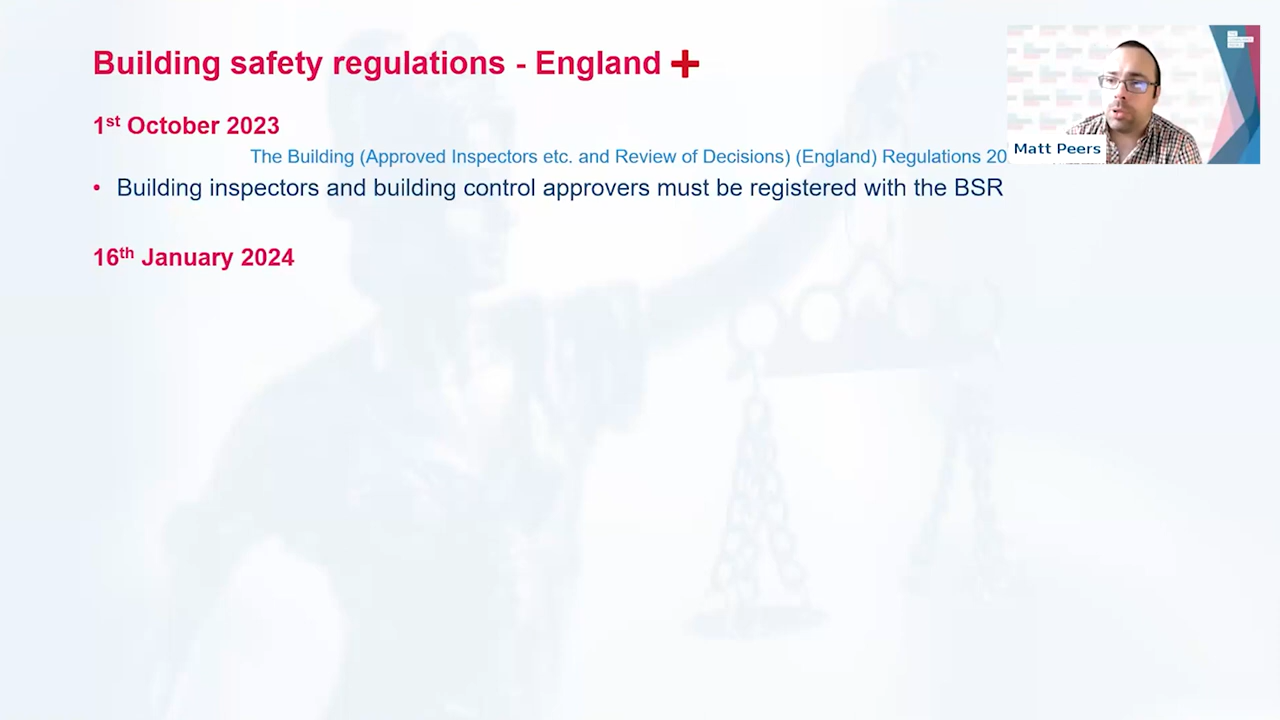 Building safety regulations - England
1st October 2023
The Building (Approved Inspectors etc. and Review of Decisions) (England) Regulations 20
• Building inspectors and building control approvers must be registered with the BSR
16th January 2024
Matt Peers